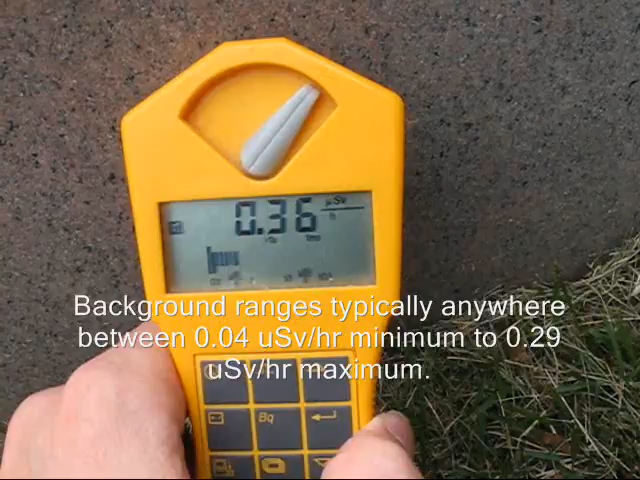 0.36 µSv
h
Background ranges typically anywhere
between 0.04 uSv/hr minimum to 0.29
uSv/hr maximum.
Bq